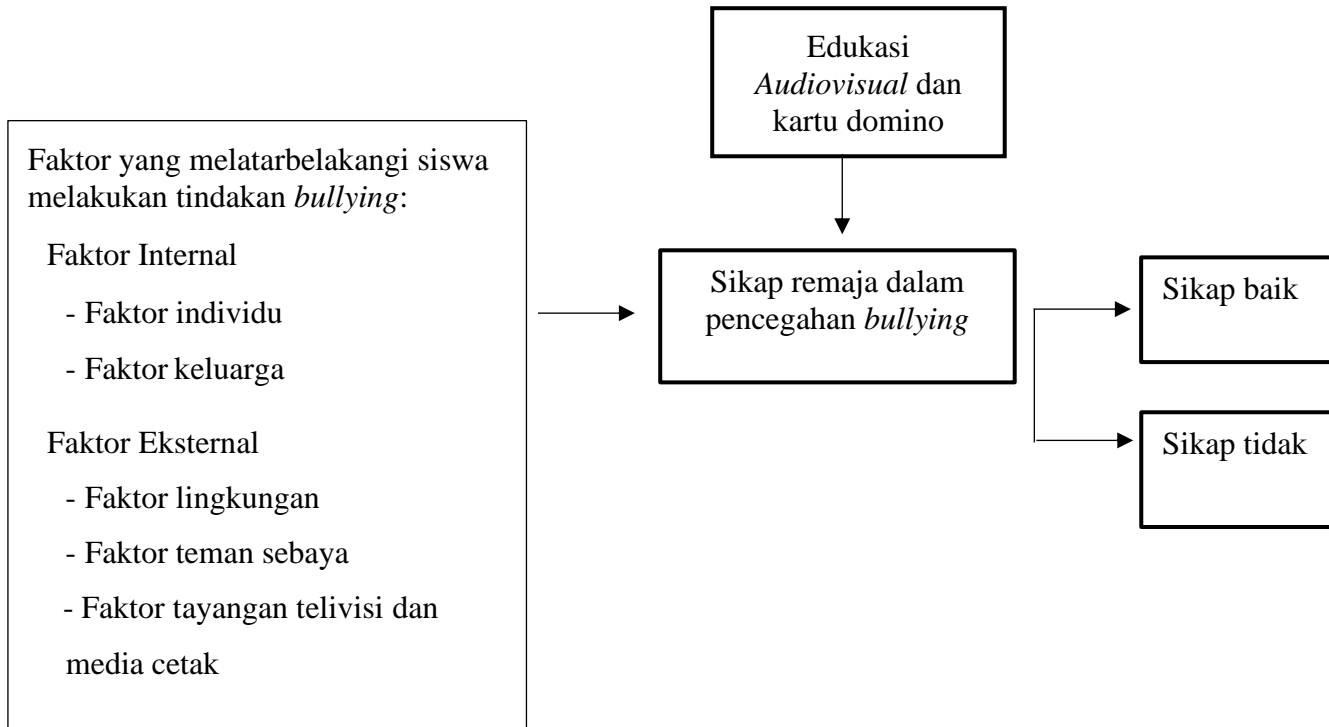 Edukasi
Audiovisual dan
kartu domino
Faktor yang melatarbelakangi siswa
melakukan tindakan bullying:
Faktor Internal
- Faktor individu
- Faktor keluarga
Faktor Eksternal
- Faktor lingkungan
- Faktor teman sebaya
- Faktor tayangan telivisi dan
media cetak
Sikap remaja dalam
pencegahan bullying
Sikap baik
Sikap tidak